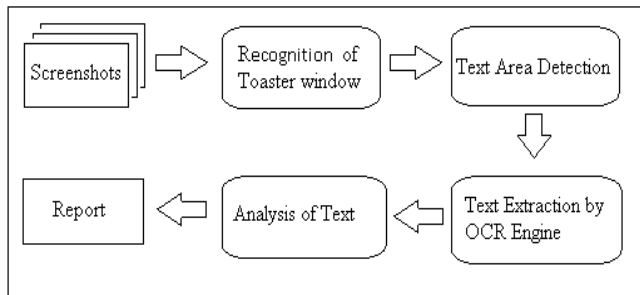 Screenshots
Recognition of
Toaster window
Text Area Detection
Text Extraction by
OCR Engine
Analysis of Text
Report